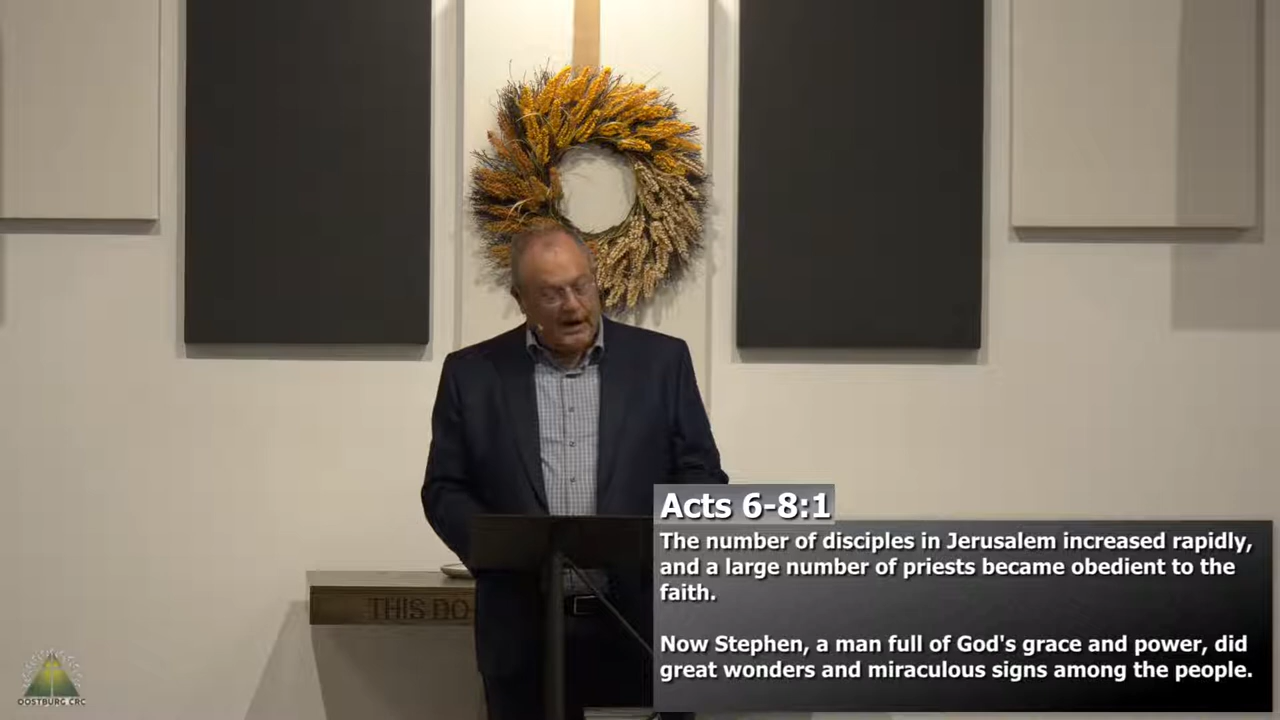 Acts 6-8:1
The number of disciples in Jerusalem increased rapidly,
and a large number of priests became obedient to the
faith.
Now Stephen, a man full of God's grace and power, did
great wonders and miraculous signs among the people.
THIS DO
OOSTBURG CRC